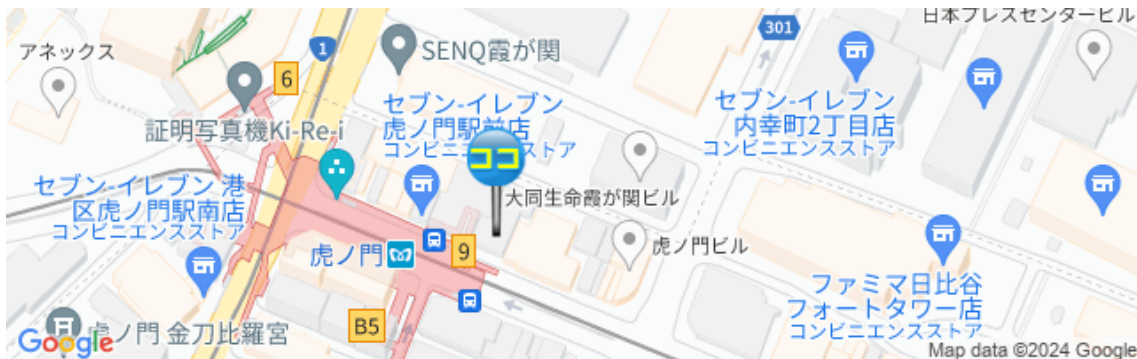 日本プレスセンタービル
アネックス
1
SENQ霞が関
301
6
証明写真機Ki-Re-i
セブン-イレブン
虎ノ門駅前店
コンビニエンスストア
セブン-イレブン
内幸町2丁目店
コンビニエンスストア
ココ
セブン-イレブン 港
区虎ノ門駅南店
コンビニエンスストア
大同生命霞が関ビル
虎ノ門
9
虎ノ門ビル
ファミマ日比谷
フォートタワー店
コンビニエンスストア
B5
虎ノ門 金刀比羅宮
Google
Map data ©2024 Google